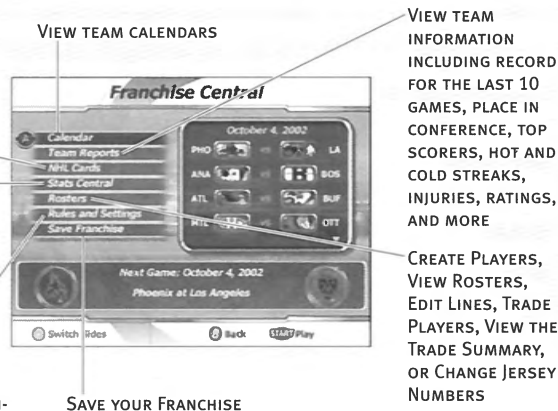 VIEW TEAM CALENDARS
VIEW TEAM
INFORMATION
INCLUDING RECORD
FOR THE LAST 10
GAMES, PLACE IN
CONFERENCE, TOP
SCORERS, HOT AND
COLD STREAKS,
INJURIES, RATINGS,
AND MORE
CREATE PLAYERS,
VIEW ROSTERS,
EDIT LINES, TRADE
PLAYERS, VIEW THE
TRADE SUMMARY,
OR CHANGE JERSEY
NUMBERS
Franchise Central
Calendar
Team Reports
NHL Cards
Stats Central
Rosters
Rules and Settings
Save Franchise
October 4, 2002
PHO vs LA
ANA vs BOS
ATL vs BUF
MTL vs OTT
Next Game: October 4, 2002
Phoenix at Los Angeles
Switch Sides
Back
START Play
SAVE YOUR FRANCHISE